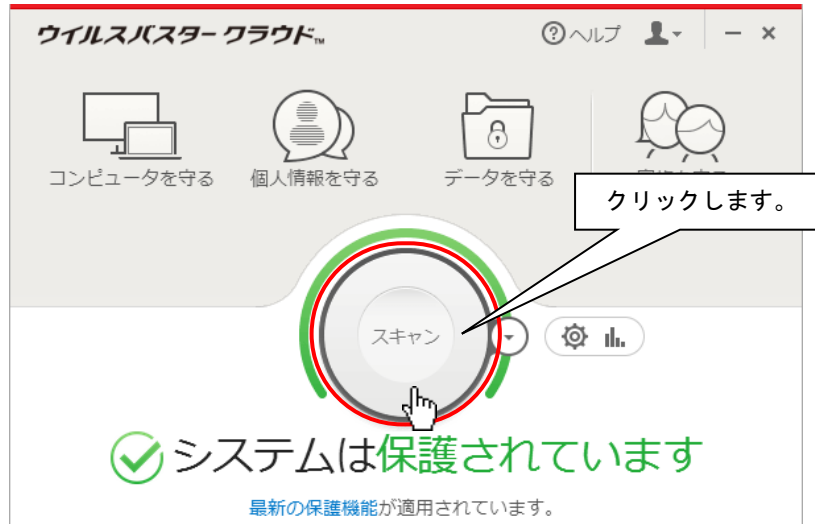 ウイルスバスター クラウド™
ヘルプ
コンピュータを守る
個人情報を守る
データを守る
クリックします。
スキャン
システムは保護されています
最新の保護機能が適用されています。